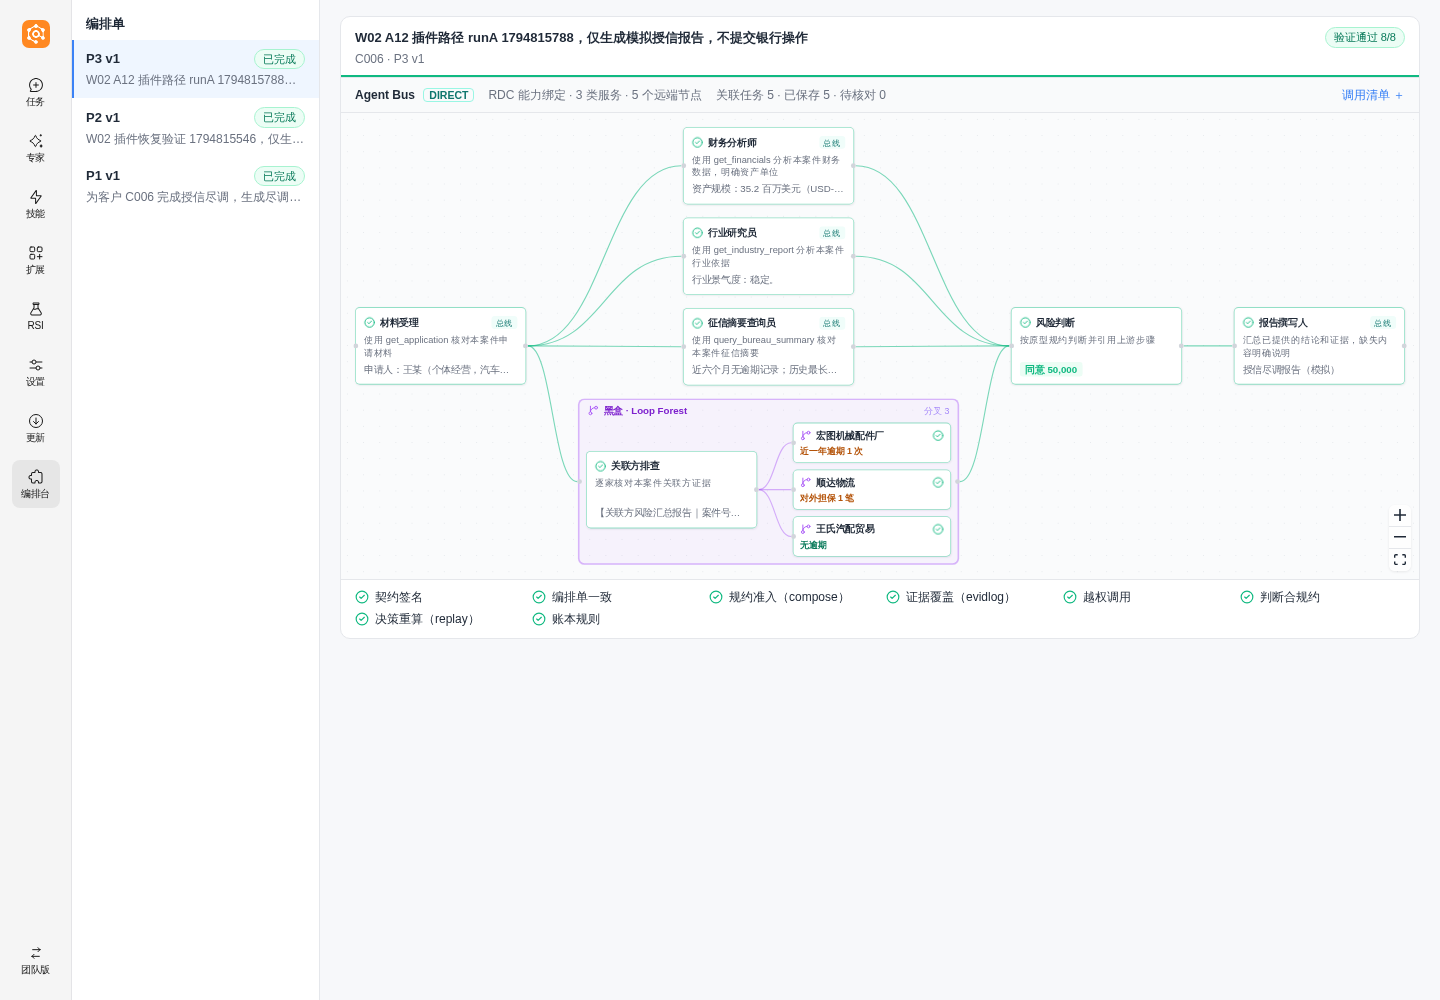 任务
专家
技能
扩展
RSI
设置
更新
编排台
团队版
编排单
P3 v1
已完成
W02 A12 插件路径 runA 1794815788…
P2 v1
已完成
W02 插件恢复验证 1794815546，仅生…
P1 v1
已完成
为客户 C006 完成授信尽调，生成尽调…
W02 A12 插件路径 runA 1794815788，仅生成模拟授信报告，不提交银行操作
验证通过 8/8
C006 · P3 v1
Agent Bus DIRECT RDC 能力绑定 · 3 类服务 · 5 个远端节点 关联任务 5 · 已保存 5 · 待核对 0
调用清单 ＋
材料受理 总线
使用 get_application 核对本案件申
请材料
申请人：王某（个体经营，汽车…
财务分析师 总线
使用 get_financials 分析本案件财务
数据，明确资产单位
资产规模：35.2 百万美元（USD-…
行业研究员 总线
使用 get_industry_report 分析本案件
行业依据
行业景气度：稳定。
征信摘要查询员 总线
使用 query_bureau_summary 核对
本案件征信摘要
近六个月无逾期记录；历史最长…
黑盒 · Loop Forest 分叉 3
关联方排查
逐家核对本案件关联方证据
【关联方风险汇总报告｜案件号…
宏图机械配件厂
近一年逾期 1 次
顺达物流
对外担保 1 笔
王氏汽配贸易
无逾期
风险判断
按原型规约判断并引用上游步骤
同意 50,000
报告撰写人 总线
汇总已提供的结论和证据，缺失内
容明确说明
授信尽调报告（模拟）
契约签名
编排单一致
规约准入（compose）
证据覆盖（evidlog）
越权调用
判断合规约
决策重算（replay）
账本规则